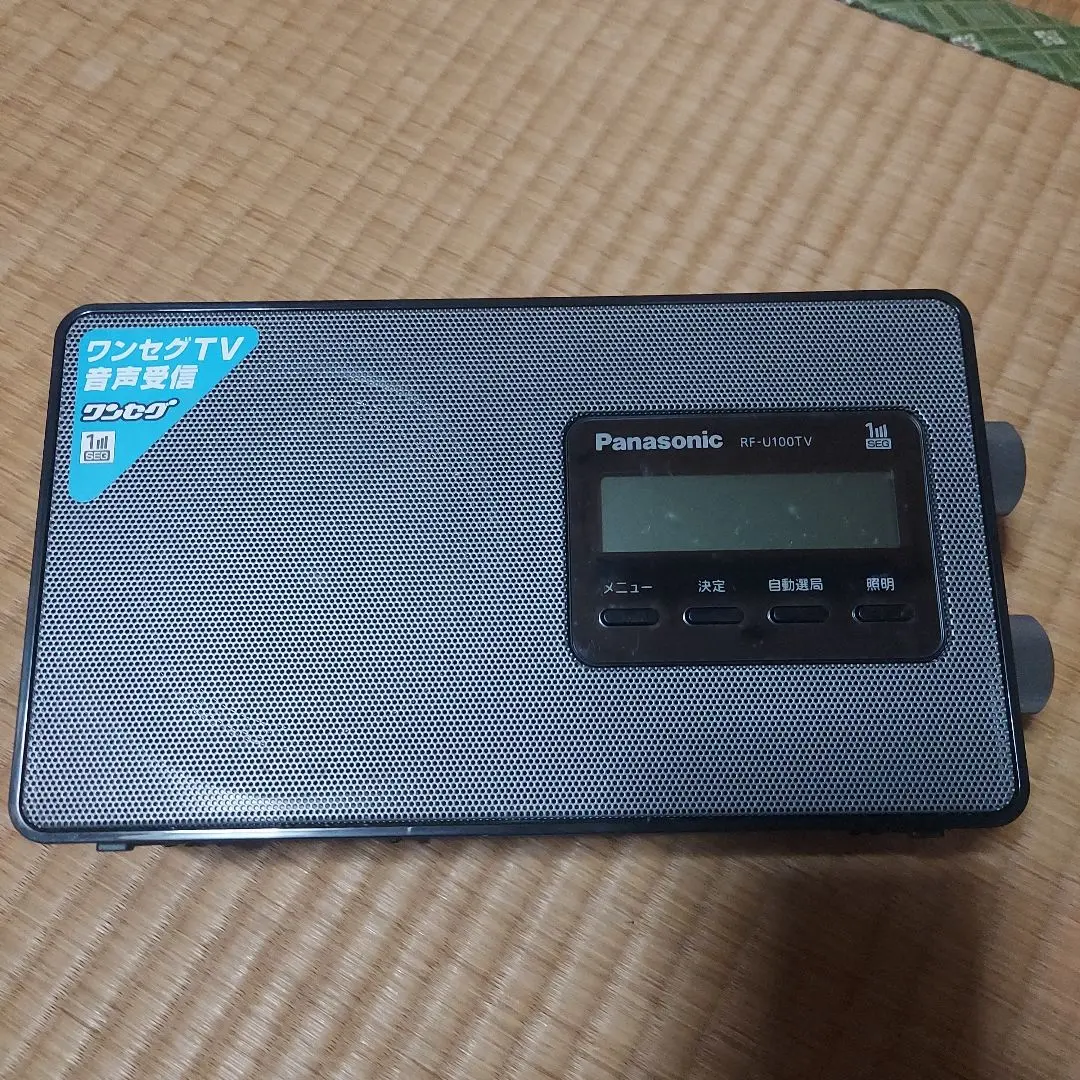 ワンセグTV
音声受信
ワンセグ
1
SEG
Panasonic RF-U100TV
1
SEG
メニュー 決定 自動選局 照明